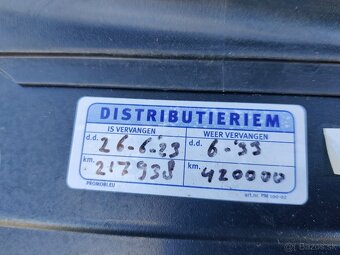 DISTRIBUTIERIEM
IS VERVANGEN WEER VERVANGEN
d.d. 26-6-23 d.d. 6-'33
km. 217938 km. 420000
PROMOBI.EU art.nr. PM 100-02